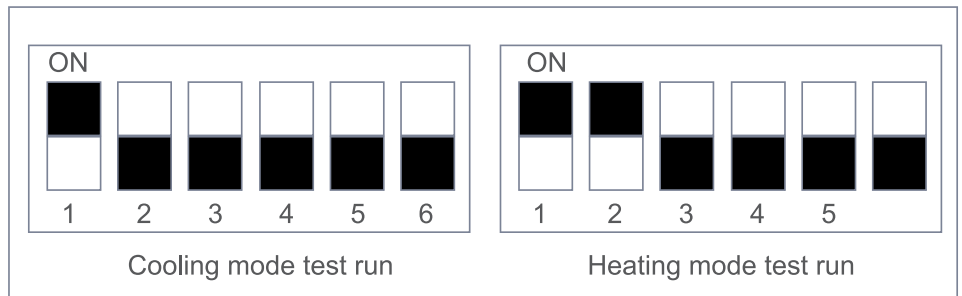 ON ON
1 2 3 4 5 6 1 2 3 4 5
Cooling mode test run Heating mode test run